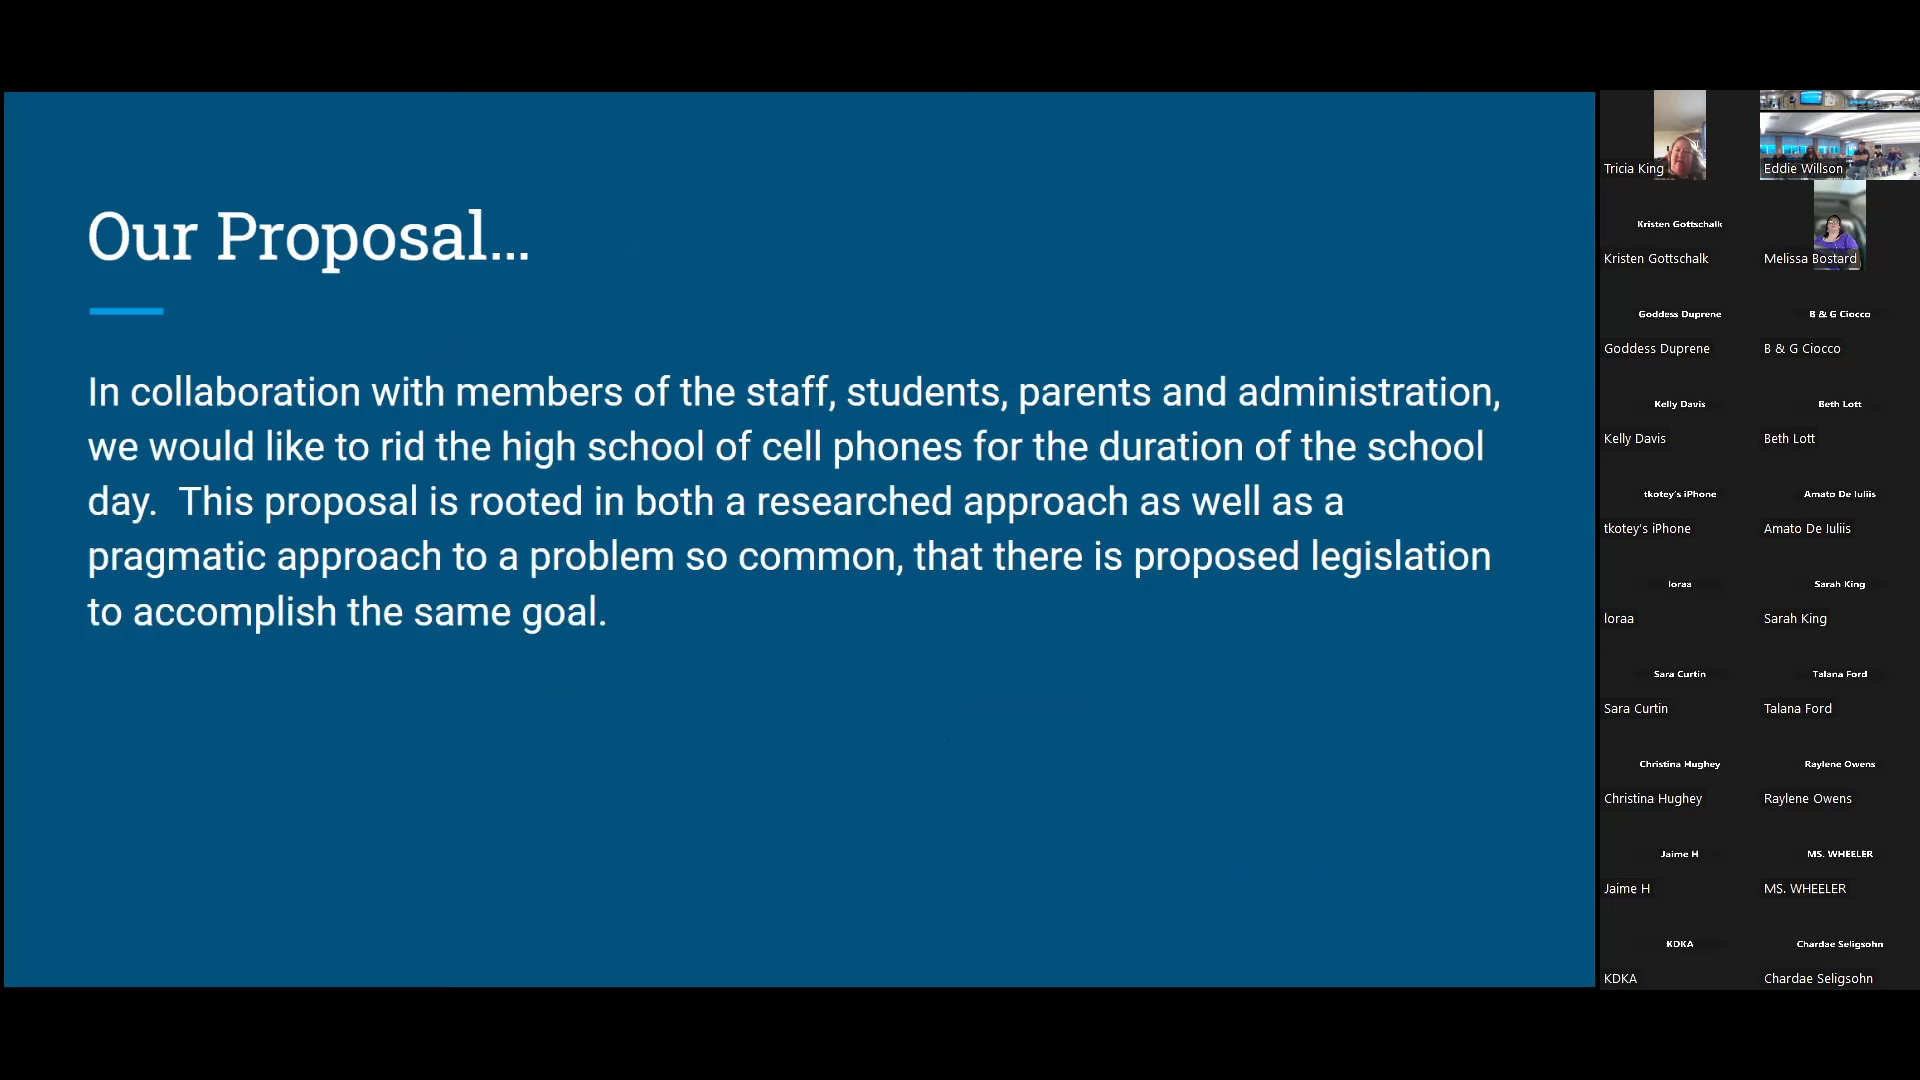 Our Proposal...
In collaboration with members of the staff, students, parents and administration,
we would like to rid the high school of cell phones for the duration of the school
day.  This proposal is rooted in both a researched approach as well as a
pragmatic approach to a problem so common, that there is proposed legislation
to accomplish the same goal.
Tricia King
Eddie Willson
Kristen Gottschalk
Kristen Gottschalk
Melissa Bostard
Goddess Duprene
Goddess Duprene
B & G Ciocco
B & G Ciocco
Kelly Davis
Kelly Davis
Beth Lott
Beth Lott
tkotey's iPhone
tkotey's iPhone
Amato De Iuliis
Amato De Iuliis
loraa
loraa
Sarah King
Sarah King
Sara Curtin
Sara Curtin
Talana Ford
Talana Ford
Christina Hughey
Christina Hughey
Raylene Owens
Raylene Owens
Jaime H
Jaime H
MS. WHEELER
MS. WHEELER
KDKA
KDKA
Chardae Seligsohn
Chardae Seligsohn